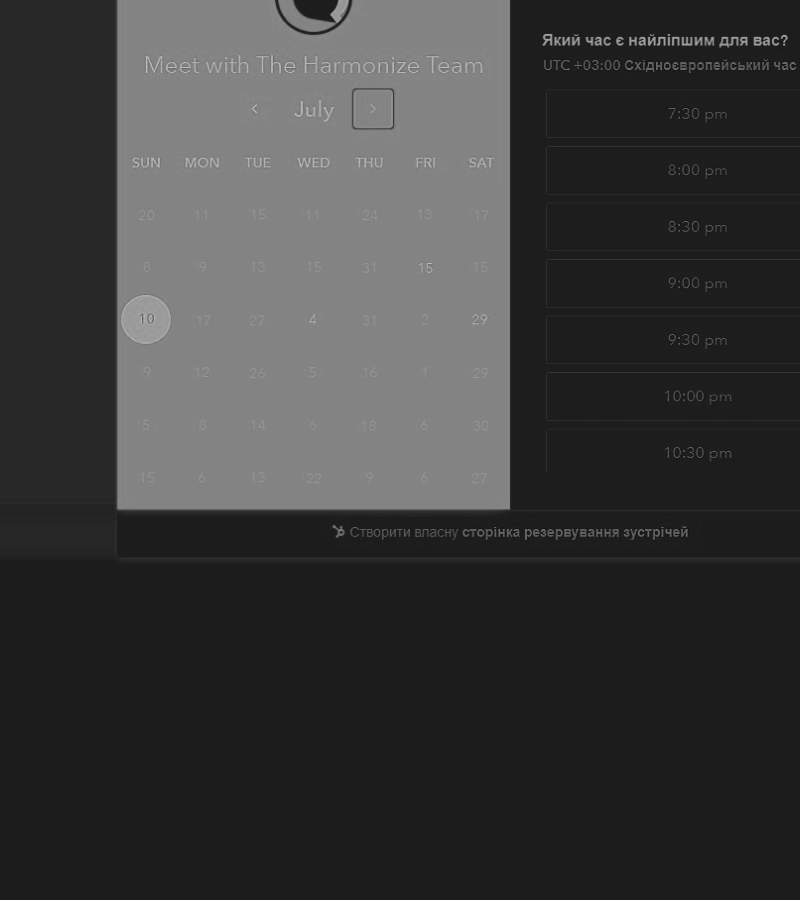 Meet with The Harmonize Team
July
SUN MON TUE WED THU FRI SAT
20 11 15 11 24 13 17
8 9 13 15 31 15 15
10 17 27 4 31 2 29
9 12 26 5 16 1 29
5 8 14 6 18 6 30
15 6 13 22 9 6 27
Який час є найліпшим для вас?
UTC +03:00 Східноєвропейський час
7:30 pm
8:00 pm
8:30 pm
9:00 pm
9:30 pm
10:00 pm
10:30 pm
Створити власну сторінка резервування зустрічей